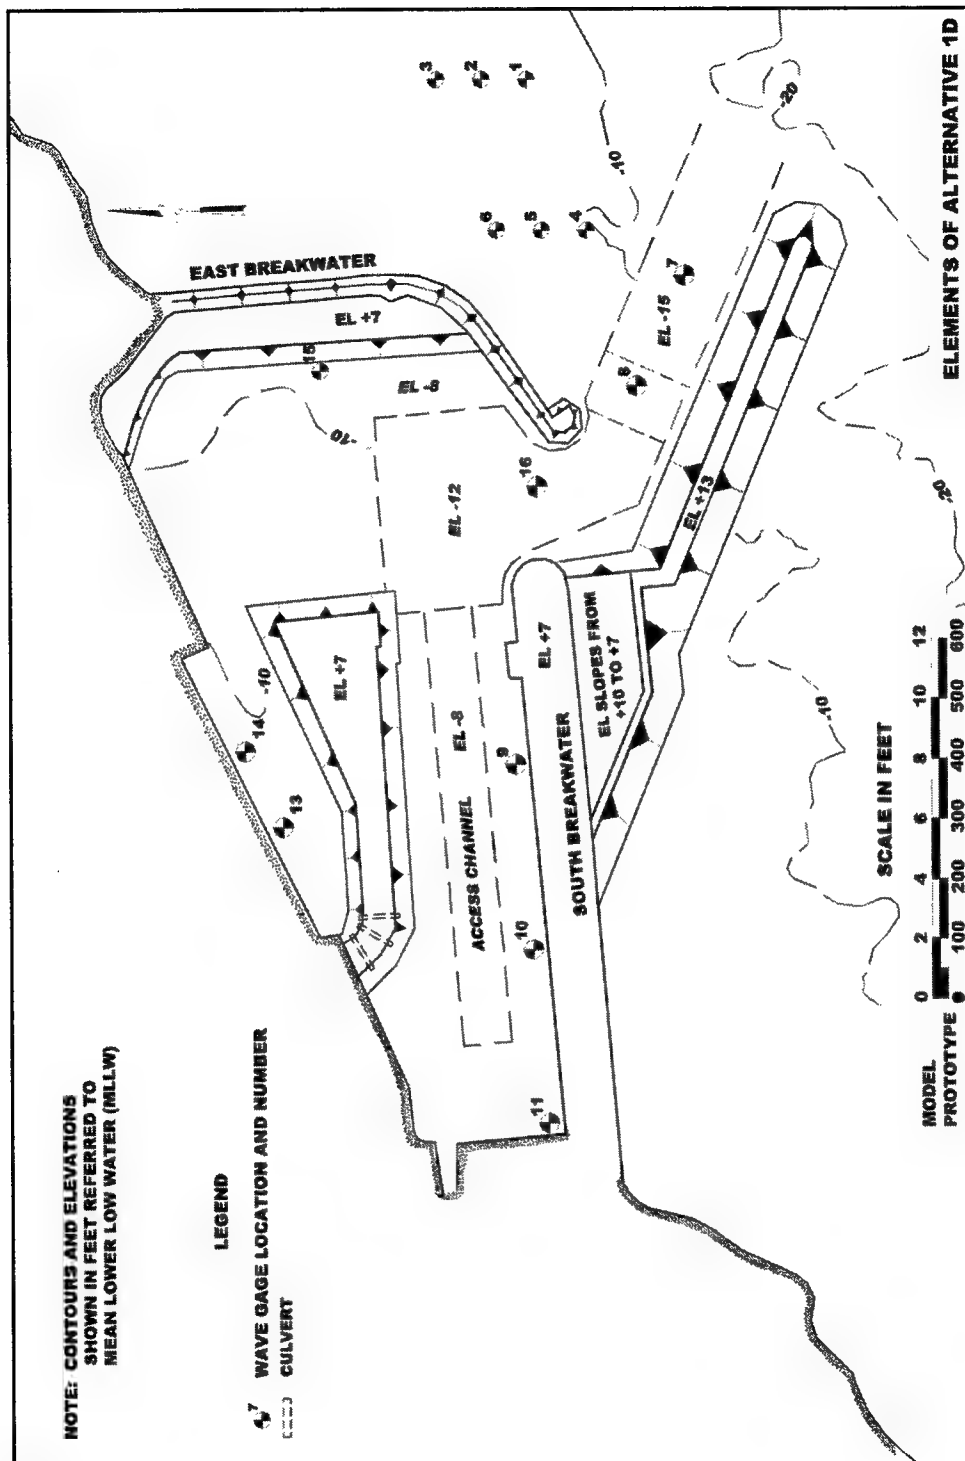 NOTE: CONTOURS AND ELEVATIONS
SHOWN IN FEET REFERRED TO
MEAN LOWER LOW WATER (MLLW)
LEGEND
7 WAVE GAGE LOCATION AND NUMBER
CULVERT
EAST BREAKWATER
EL +7
15
EL -8
-10
14
-10
13
EL +7
EL -12
16
3
2
1
6
5
4
-10
-20
7
EL -15
8
EL -8
ACCESS CHANNEL
9
10
11
EL +7
SOUTH BREAKWATER
EL SLOPES FROM
+10 TO +7
EL +13
-20
-10
SCALE IN FEET
MODEL 0 2 4 6 8 10 12
PROTOTYPE 0 100 200 300 400 500 600
ELEMENTS OF ALTERNATIVE 1D